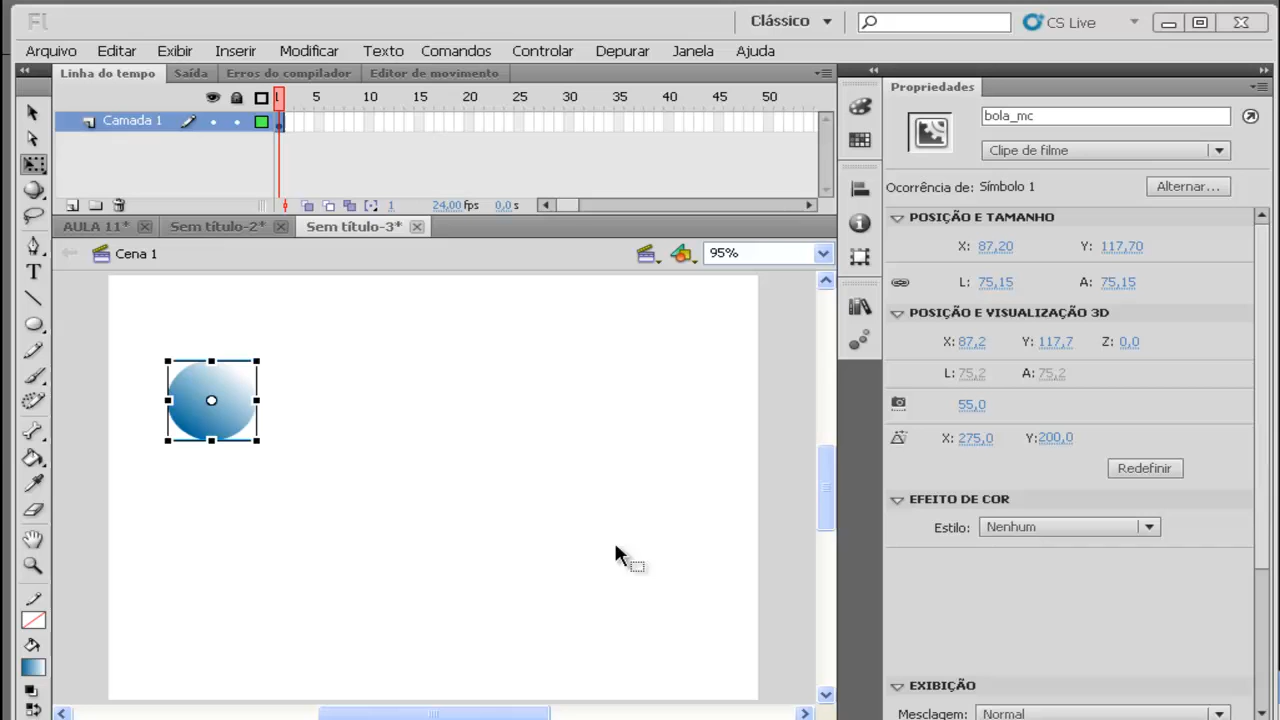 Fl
Clássico
CS Live
Arquivo Editar Exibir Inserir Modificar Texto Comandos Controlar Depurar Janela Ajuda
Linha do tempo Saída Erros do compilador Editor de movimento
1 5 10 15 20 25 30 35 40 45 50
Camada 1
1 24,00 fps 0,0 s
AULA 11* Sem título-2* Sem título-3*
Cena 1
95%
Propriedades
bola_mc
Clipe de filme
Ocorrência de: Símbolo 1 Alternar...
POSIÇÃO E TAMANHO
X: 87,20 Y: 117,70
L: 75,15 A: 75,15
POSIÇÃO E VISUALIZAÇÃO 3D
X: 87,2 Y: 117,7 Z: 0,0
L: 75,2 A: 75,2
55,0
X: 275,0 Y: 200,0
Redefinir
EFEITO DE COR
Estilo: Nenhum
EXIBIÇÃO
Mesclagem: Normal